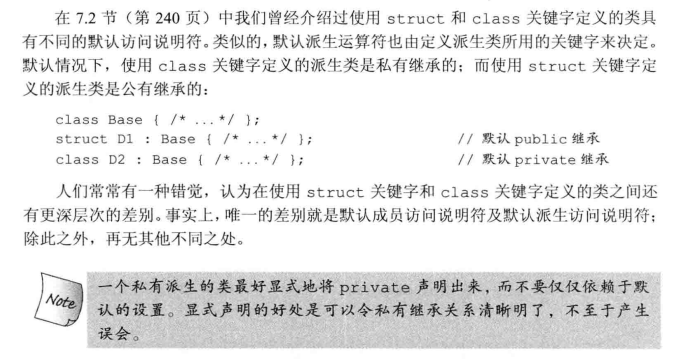 在 7.2 节（第 240 页）中我们曾经介绍过使用 struct 和 class 关键字定义的类具
有不同的默认访问说明符。类似的，默认派生运算符也由定义派生类所用的关键字来决定。
默认情况下，使用 class 关键字定义的派生类是私有继承的；而使用 struct 关键字定
义的派生类是公有继承的：
class Base { /* ...*/ };
struct D1 : Base { /* ...*/ }; // 默认 public 继承
class D2 : Base { /* ...*/ }; // 默认 private 继承
人们常常有一种错觉，认为在使用 struct 关键字和 class 关键字定义的类之间还
有更深层次的差别。事实上，唯一的差别就是默认成员访问说明符及默认派生访问说明符；
除此之外，再无其他不同之处。
Note
一个私有派生的类最好显式地将 private 声明出来，而不要仅仅依赖于默
认的设置。显式声明的好处是可以令私有继承关系清晰明了，不至于产生
误会。